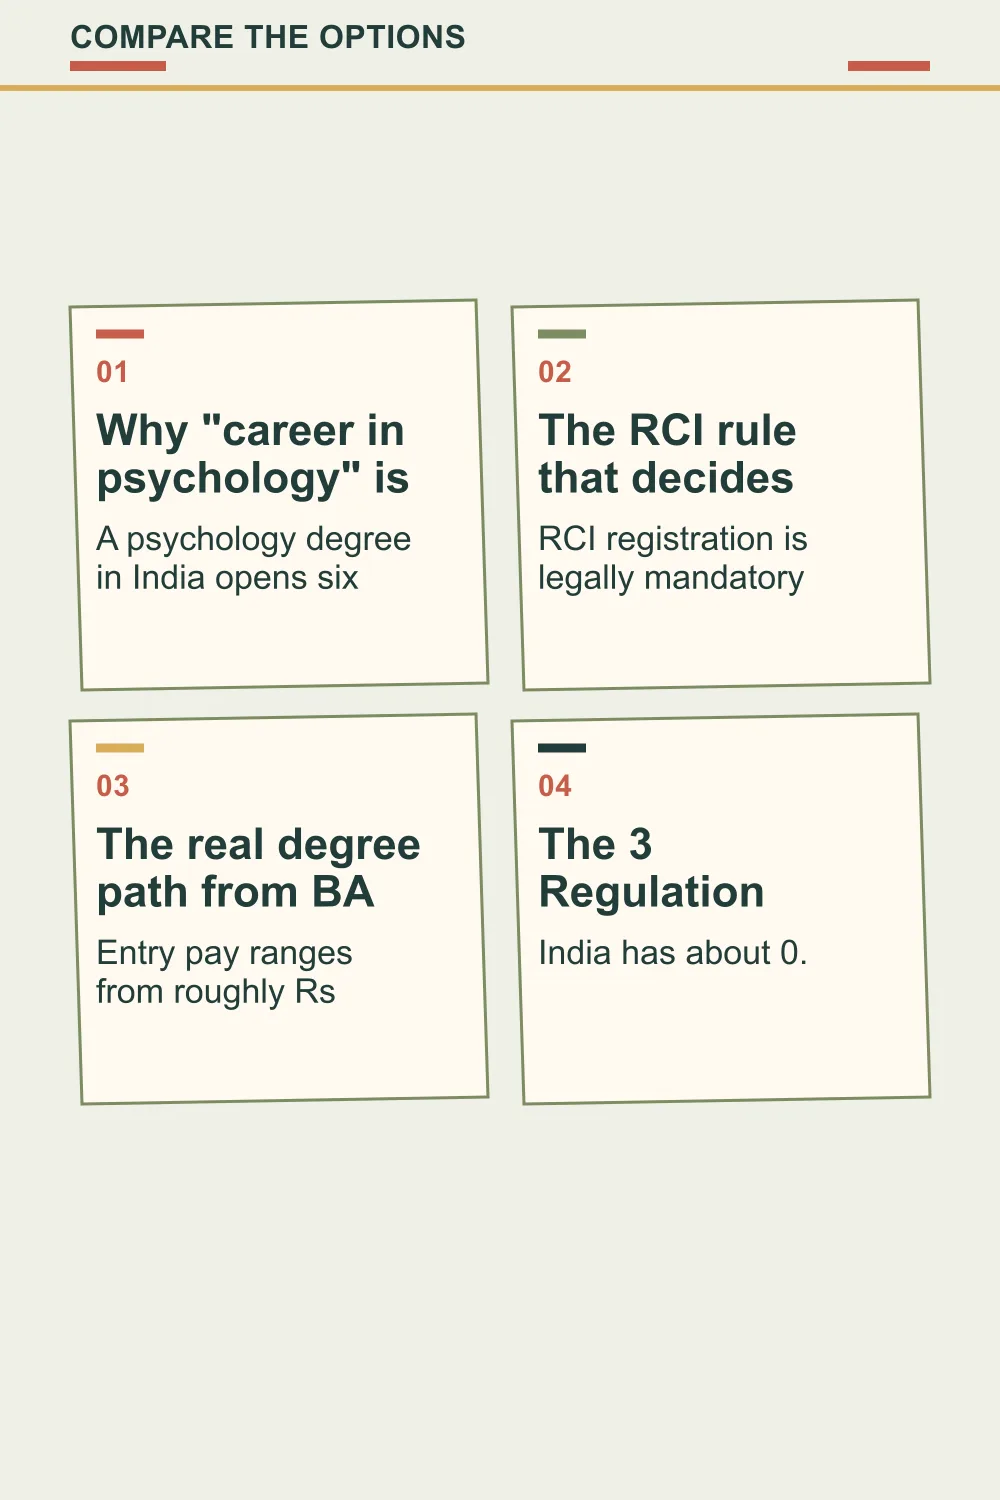 COMPARE THE OPTIONS
01
Why "career in
psychology" is
A psychology degree
in India opens six
02
The RCI rule
that decides
RCI registration is
legally mandatory
03
The real degree
path from BA
Entry pay ranges
from roughly Rs
04
The 3
Regulation
India has about 0.